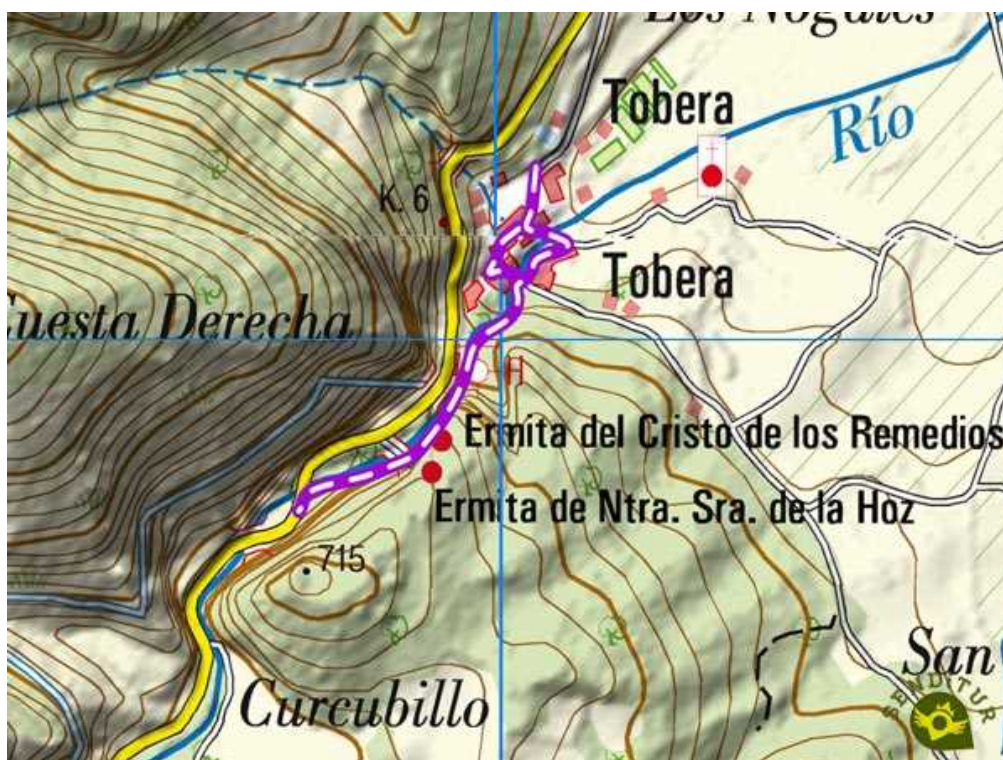 Los Nogales
Tobera
Río
K. 6
Tobera
Cuesta Derecha
H
Ermita del Cristo de los Remedios
Ermita de Ntra. Sra. de la Hoz
715
San
Curcubillo
SENDITUR